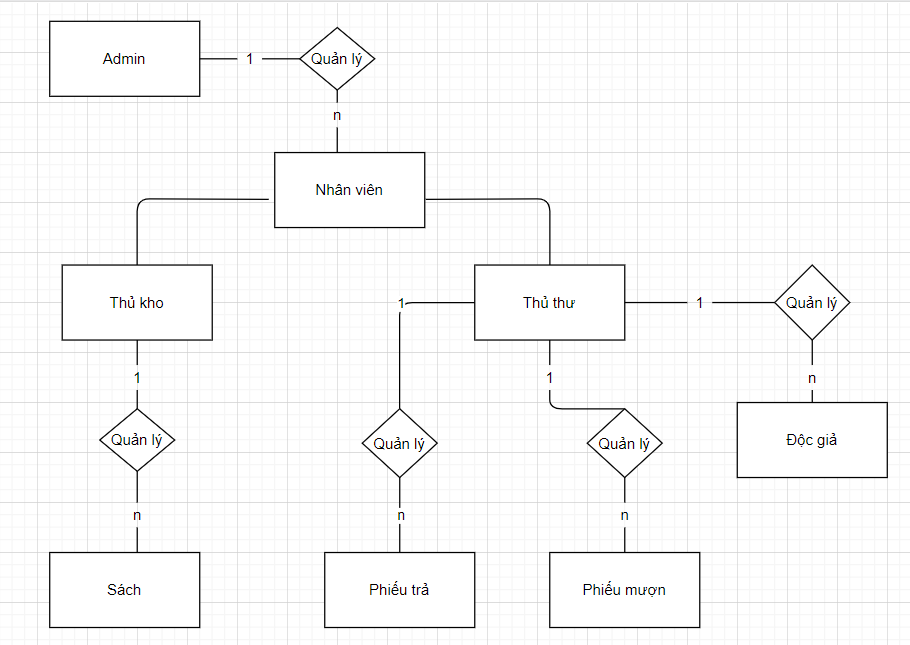 Admin
1
Quản lý
n
Nhân viên
Thủ kho
1
Thủ thư
1
Quản lý
1
1
n
Quản lý
Quản lý
Quản lý
Độc giả
n
n
n
Sách
Phiếu trả
Phiếu mượn